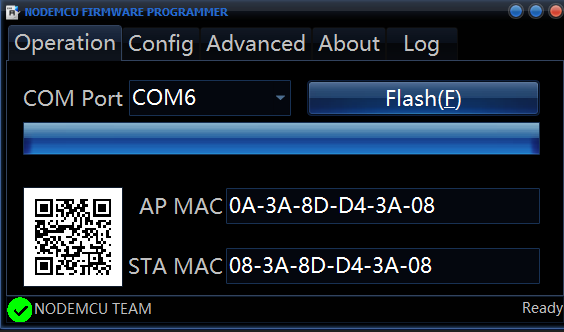 NODEMCU FIRMWARE PROGRAMMER
Operation Config Advanced About Log
COM Port COM6 Flash(F)
AP MAC 0A-3A-8D-D4-3A-08
STA MAC 08-3A-8D-D4-3A-08
NODEMCU TEAM Ready